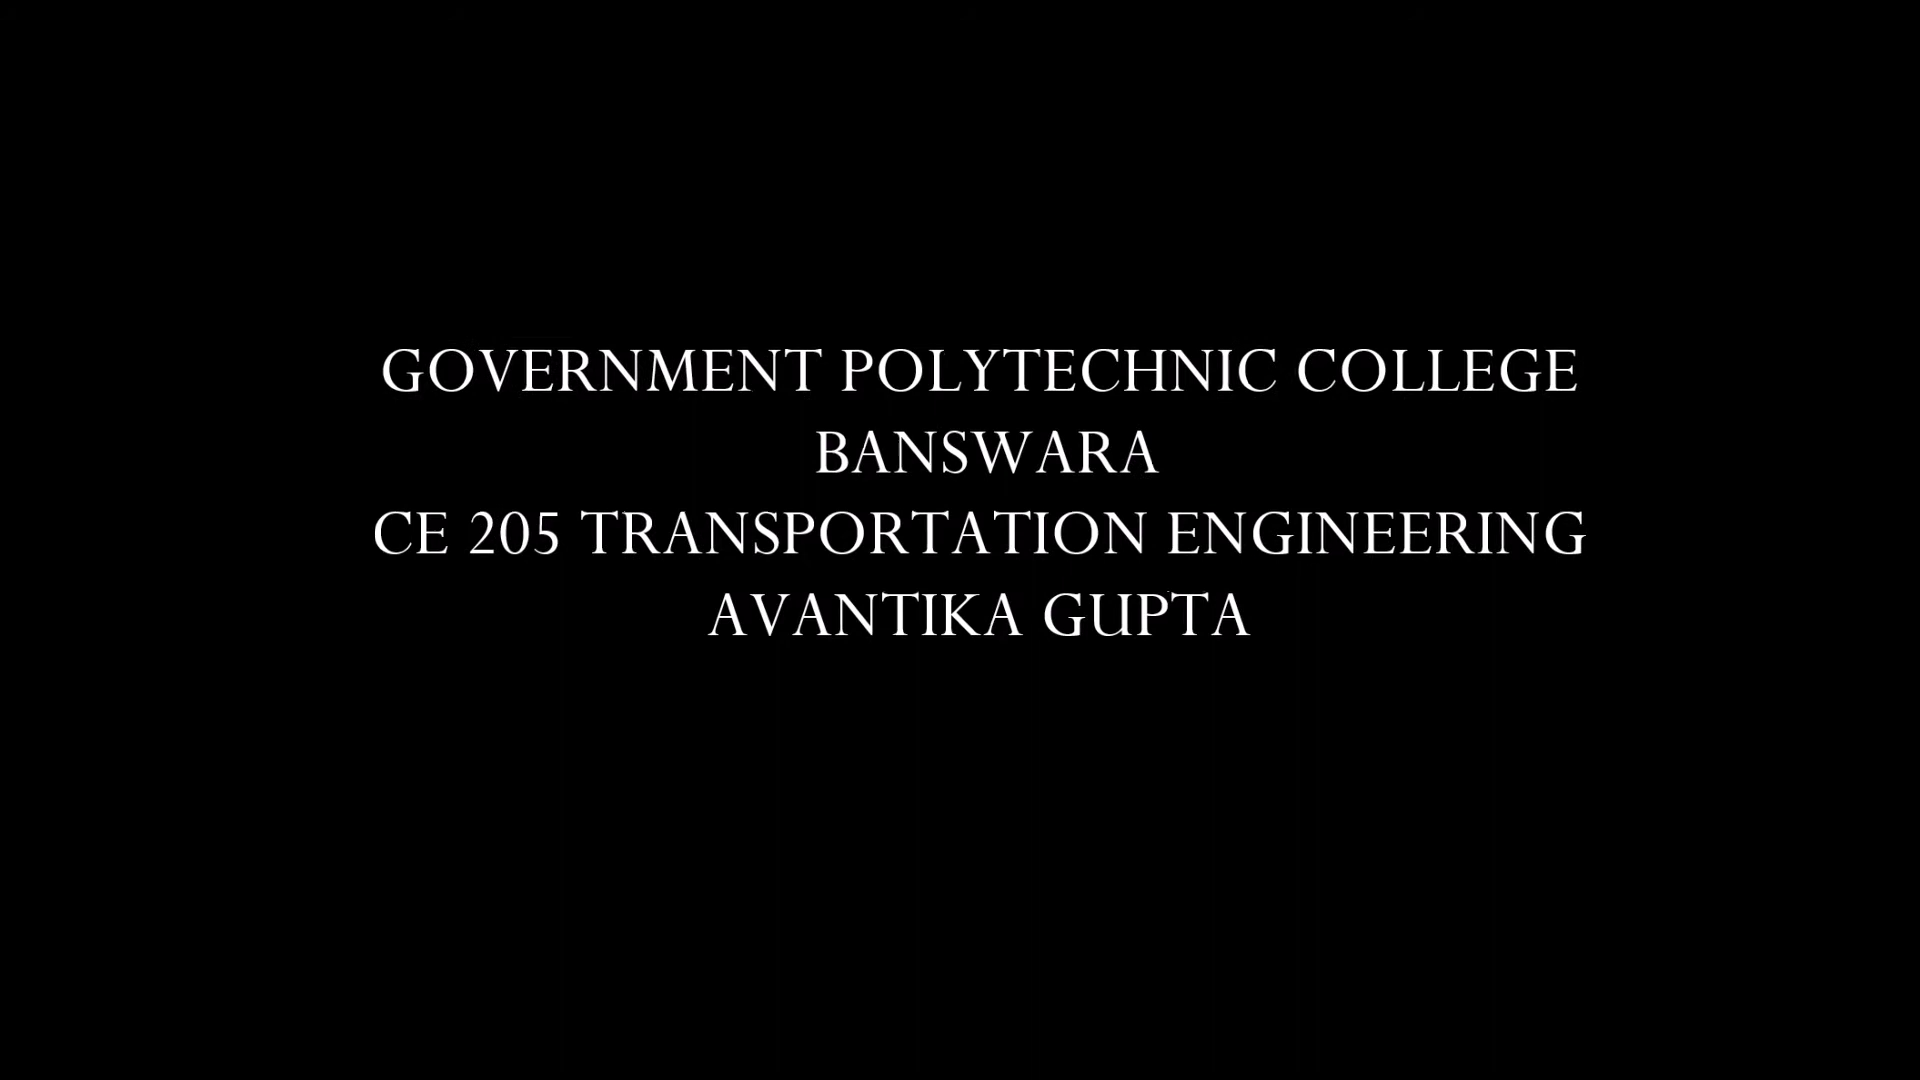 GOVERNMENT POLYTECHNIC COLLEGE
BANSWARA
CE 205 TRANSPORTATION ENGINEERING
AVANTIKA GUPTA